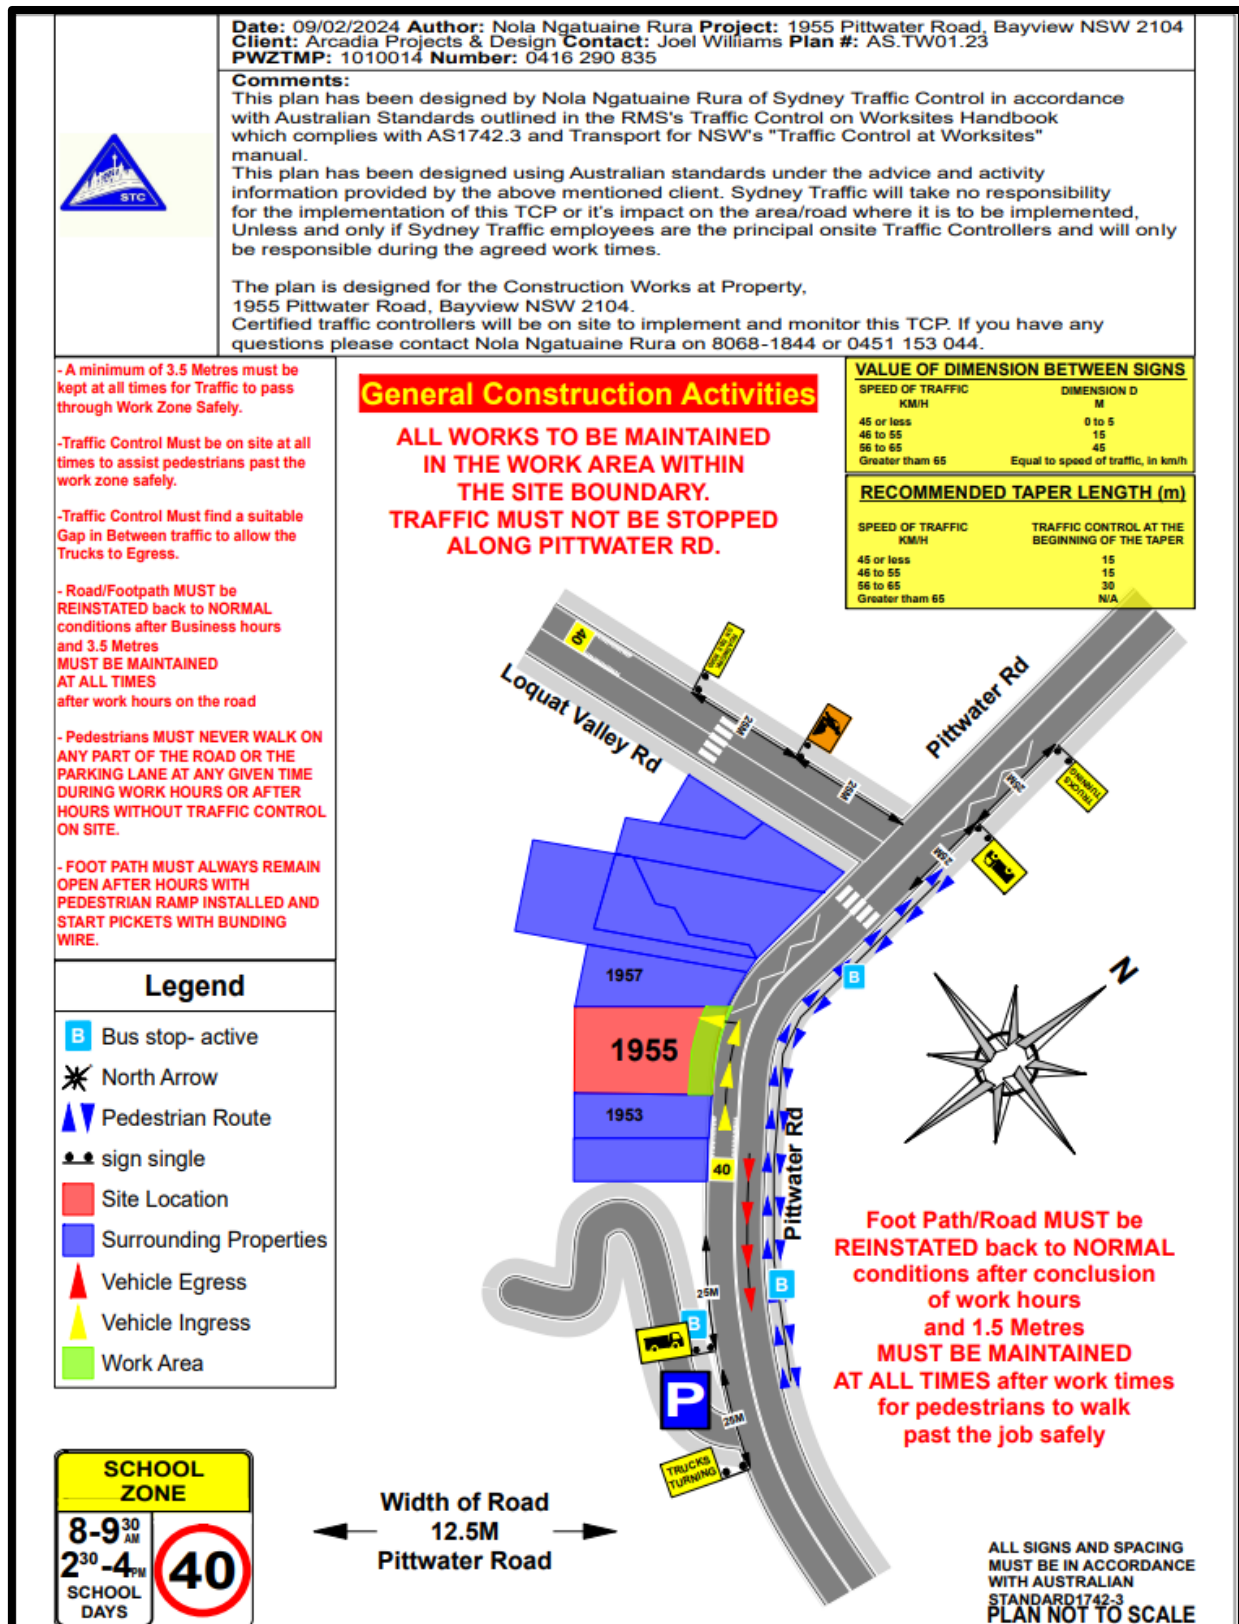 Date: 09/02/2024 Author: Nola Ngatuaine Rura Project: 1955 Pittwater Road, Bayview NSW 2104
Client: Arcadia Projects & Design Contact: Joel Williams Plan #: AS.TW01.23
PWZTMP: 1010014 Number: 0416 290 835
Comments:
This plan has been designed by Nola Ngatuaine Rura of Sydney Traffic Control in accordance
with Australian Standards outlined in the RMS's Traffic Control on Worksites Handbook
which complies with AS1742.3 and Transport for NSW's "Traffic Control at Worksites"
manual.
This plan has been designed using Australian standards under the advice and activity
information provided by the above mentioned client. Sydney Traffic will take no responsibility
for the implementation of this TCP or it's impact on the area/road where it is to be implemented,
Unless and only if Sydney Traffic employees are the principal onsite Traffic Controllers and will only
be responsible during the agreed work times.
The plan is designed for the Construction Works at Property,
1955 Pittwater Road, Bayview NSW 2104.
Certified traffic controllers will be on site to implement and monitor this TCP. If you have any
questions please contact Nola Ngatuaine Rura on 8068-1844 or 0451 153 044.
STC
- A minimum of 3.5 Metres must be
kept at all times for Traffic to pass
through Work Zone Safely.
-Traffic Control Must be on site at all
times to assist pedestrians past the
work zone safely.
-Traffic Control Must find a suitable
Gap in Between traffic to allow the
Trucks to Egress.
- Road/Footpath MUST be
REINSTATED back to NORMAL
conditions after Business hours
and 3.5 Metres
MUST BE MAINTAINED
AT ALL TIMES
after work hours on the road
- Pedestrians MUST NEVER WALK ON
ANY PART OF THE ROAD OR THE
PARKING LANE AT ANY GIVEN TIME
DURING WORK HOURS OR AFTER
HOURS WITHOUT TRAFFIC CONTROL
ON SITE.
- FOOT PATH MUST ALWAYS REMAIN
OPEN AFTER HOURS WITH
PEDESTRIAN RAMP INSTALLED AND
START PICKETS WITH BUNDING
WIRE.
General Construction Activities
ALL WORKS TO BE MAINTAINED
IN THE WORK AREA WITHIN
THE SITE BOUNDARY.
TRAFFIC MUST NOT BE STOPPED
ALONG PITTWATER RD.
VALUE OF DIMENSION BETWEEN SIGNS
SPEED OF TRAFFIC DIMENSION D
KM/H M
45 or less 0 to 5
46 to 55 15
56 to 65 45
Greater tham 65 Equal to speed of traffic, in km/h
RECOMMENDED TAPER LENGTH (m)
SPEED OF TRAFFIC TRAFFIC CONTROL AT THE
KM/H BEGINNING OF THE TAPER
45 or less 15
46 to 55 15
56 to 65 30
Greater tham 65 N/A
40
Loquat Valley Rd
25M
25M
Pittwater Rd
TRUCKS
TURNING
25M
25M
B
1957
1955
1953
40
Pittwater Rd
B
25M
B
P
25M
TRUCKS
TURNING
N
Legend
B Bus stop- active
North Arrow
Pedestrian Route
sign single
Site Location
Surrounding Properties
Vehicle Egress
Vehicle Ingress
Work Area
Foot Path/Road MUST be
REINSTATED back to NORMAL
conditions after conclusion
of work hours
and 1.5 Metres
MUST BE MAINTAINED
AT ALL TIMES after work times
for pedestrians to walk
past the job safely
SCHOOL
ZONE
8-9 30 AM
2 30 -4 PM
SCHOOL
DAYS
40
Width of Road
12.5M
Pittwater Road
ALL SIGNS AND SPACING
MUST BE IN ACCORDANCE
WITH AUSTRALIAN
STANDARD1742-3
PLAN NOT TO SCALE